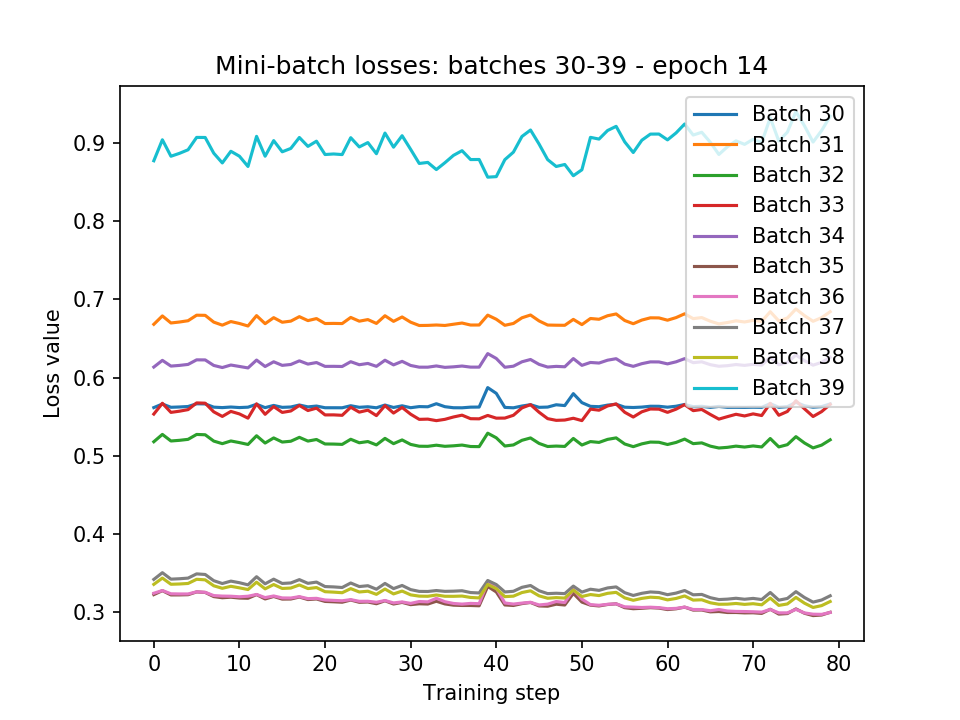 Mini-batch losses: batches 30-39 - epoch 14
Loss value
0.9
0.8
0.7
0.6
0.5
0.4
0.3
Batch 30
Batch 31
Batch 32
Batch 33
Batch 34
Batch 35
Batch 36
Batch 37
Batch 38
Batch 39
0 10 20 30 40 50 60 70 80
Training step